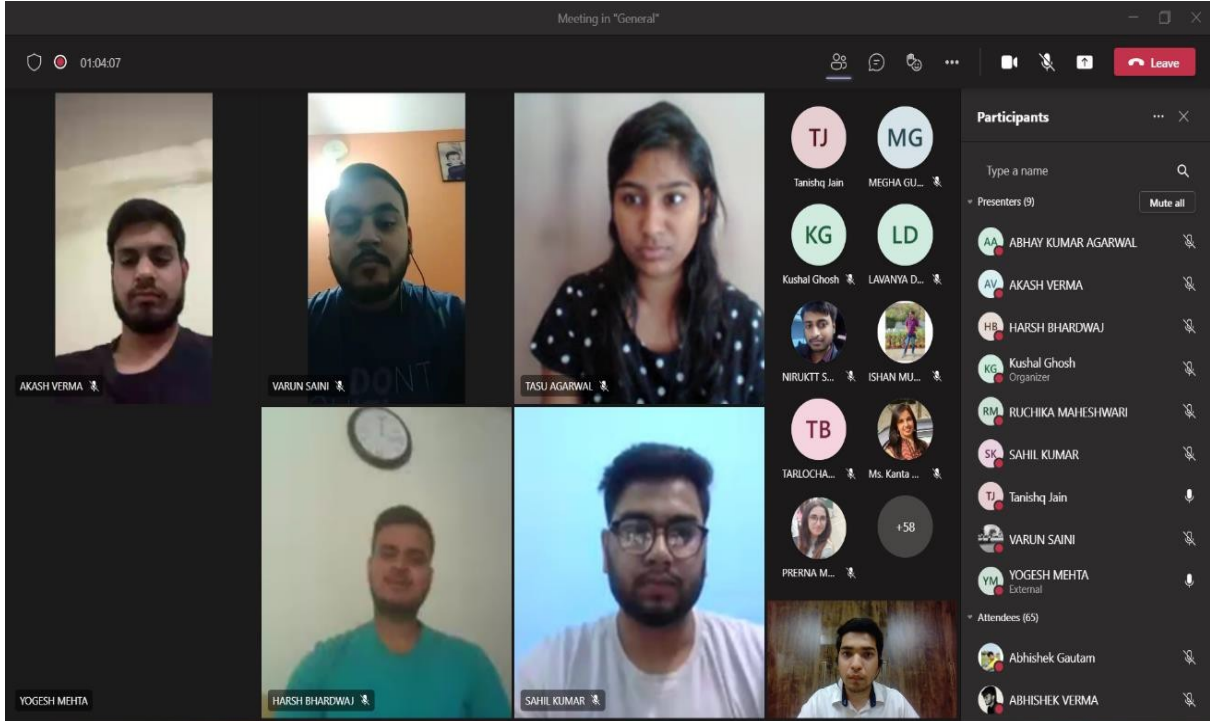 Meeting in "General"
01:04:07
Leave
AKASH VERMA
VARUN SAINI
DONT
TASU AGARWAL
YOGESH MEHTA
HARSH BHARDWAJ
SAHIL KUMAR
TJ
MG
Tanishq Jain
MEGHA GU...
KG
LD
Kushal Ghosh
LAVANYA D...
NIRUKTT S...
ISHAN MU...
TB
TARLOCHA...
Ms. Kanta ...
+58
PRERNA M...
Participants
Type a name
Presenters (9)
Mute all
AA ABHAY KUMAR AGARWAL
AV AKASH VERMA
HB HARSH BHARDWAJ
KG Kushal Ghosh
Organizer
RM RUCHIKA MAHESHWARI
SK SAHIL KUMAR
TJ Tanishq Jain
VARUN SAINI
YM YOGESH MEHTA
External
Attendees (65)
Abhishek Gautam
ABHISHEK VERMA